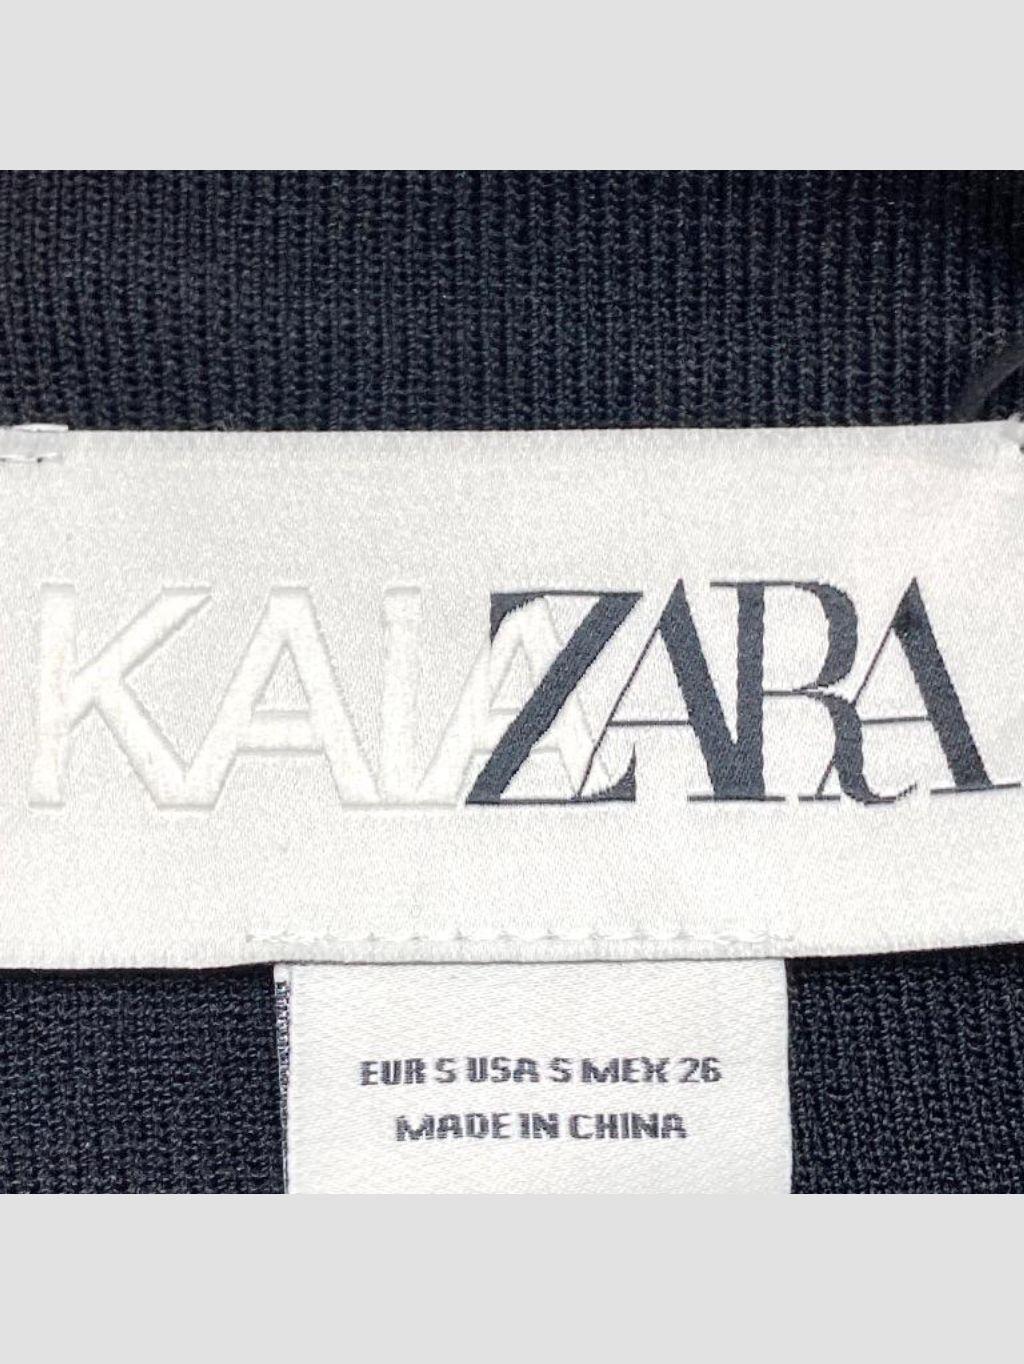 KAIA ZARA
EUR S USA S MEX 26
MADE IN CHINA